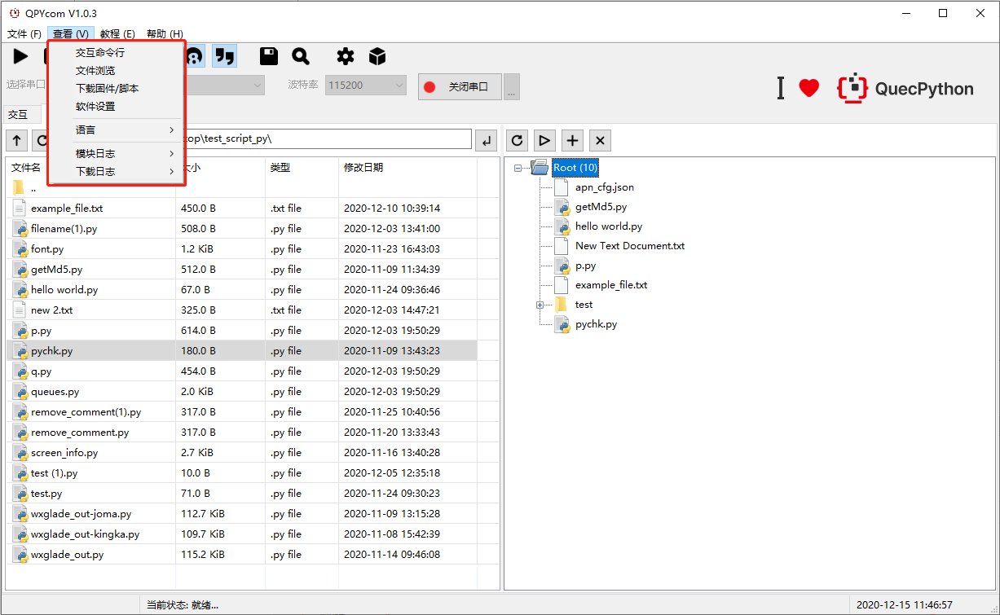 QPYcom V1.0.3
文件 (F) 查看 (V) 教程 (E) 帮助 (H)
交互命令行
文件浏览
下载固件/脚本
软件设置
语言
模块日志
下载日志
选择串口 波特率 115200 关闭串口 ...
I QuecPython
交互
top\test_script_py\
文件名 大小 类型 修改日期
..
example_file.txt 450.0 B .txt file 2020-12-10 10:39:14
filename(1).py 508.0 B .py file 2020-12-03 13:41:00
font.py 1.2 KiB .py file 2020-11-23 16:43:03
getMd5.py 512.0 B .py file 2020-11-09 11:34:39
hello world.py 67.0 B .py file 2020-11-24 09:36:46
new 2.txt 325.0 B .txt file 2020-12-03 14:47:21
p.py 614.0 B .py file 2020-12-03 19:50:29
pychk.py 180.0 B .py file 2020-11-09 13:43:23
q.py 454.0 B .py file 2020-12-03 19:50:29
queues.py 2.0 KiB .py file 2020-12-03 19:50:29
remove_comment(1).py 317.0 B .py file 2020-11-25 10:40:56
remove_comment.py 317.0 B .py file 2020-11-20 13:33:43
screen_info.py 2.7 KiB .py file 2020-11-16 13:40:28
test (1).py 10.0 B .py file 2020-12-05 12:35:18
test.py 71.0 B .py file 2020-11-24 09:30:23
wxglade_out-joma.py 112.7 KiB .py file 2020-11-09 13:15:28
wxglade_out-kingka.py 109.7 KiB .py file 2020-11-08 15:42:39
wxglade_out.py 115.2 KiB .py file 2020-11-14 09:46:08
Root (10)
apn_cfg.json
getMd5.py
hello world.py
New Text Document.txt
p.py
example_file.txt
test
pychk.py
当前状态: 就绪... 2020-12-15 11:46:57